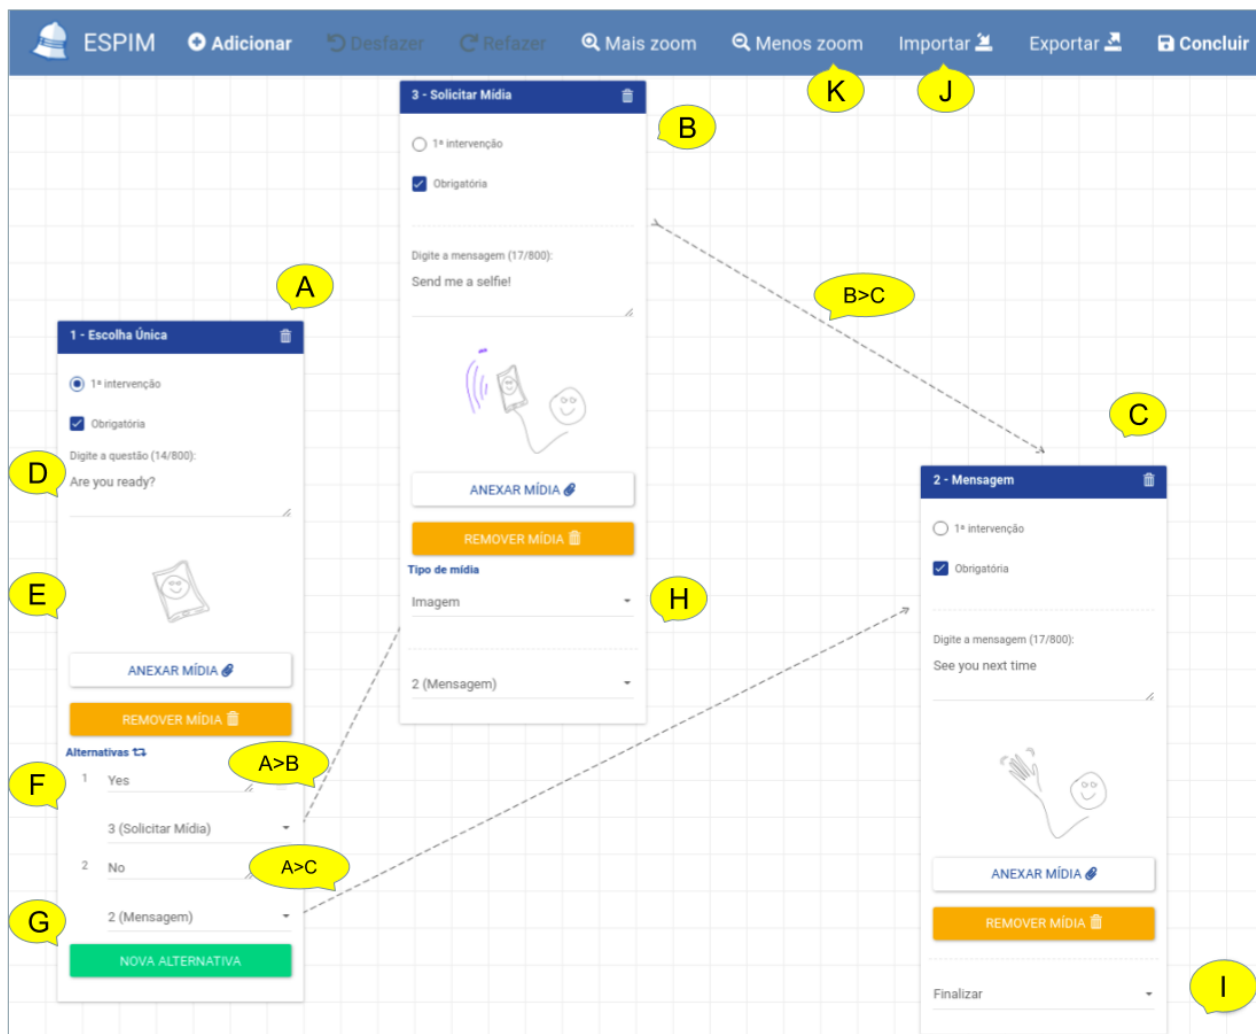 ESPIM Adicionar Desfazer Refazer Mais zoom Menos zoom Importar Exportar Concluir
K
J
3 - Solicitar Mídia
B
1ª intervenção
Obrigatória
Digite a mensagem (17/800):
Send me a selfie!
B>C
A
1 - Escolha Única
1ª intervenção
Obrigatória
D
Digite a questão (14/800):
Are you ready?
E
ANEXAR MÍDIA
REMOVER MÍDIA
Alternativas
A>B
F
1 Yes
3 (Solicitar Mídia)
2 No
A>C
G
2 (Mensagem)
NOVA ALTERNATIVA
ANEXAR MÍDIA
REMOVER MÍDIA
Tipo de mídia
Imagem
H
2 (Mensagem)
C
2 - Mensagem
1ª intervenção
Obrigatória
Digite a mensagem (17/800):
See you next time
ANEXAR MÍDIA
REMOVER MÍDIA
Finalizar
I